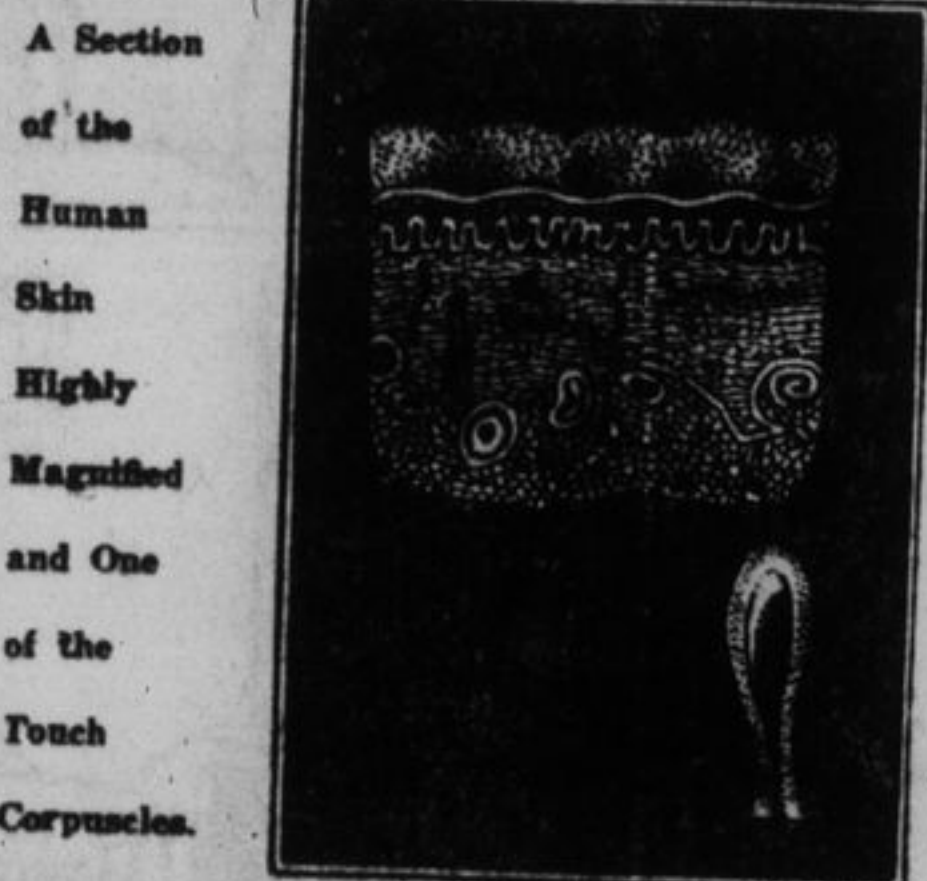 A Section
of the
Human
Skin
Highly
Magnified
and One
of the
Touch
Corpuscles.